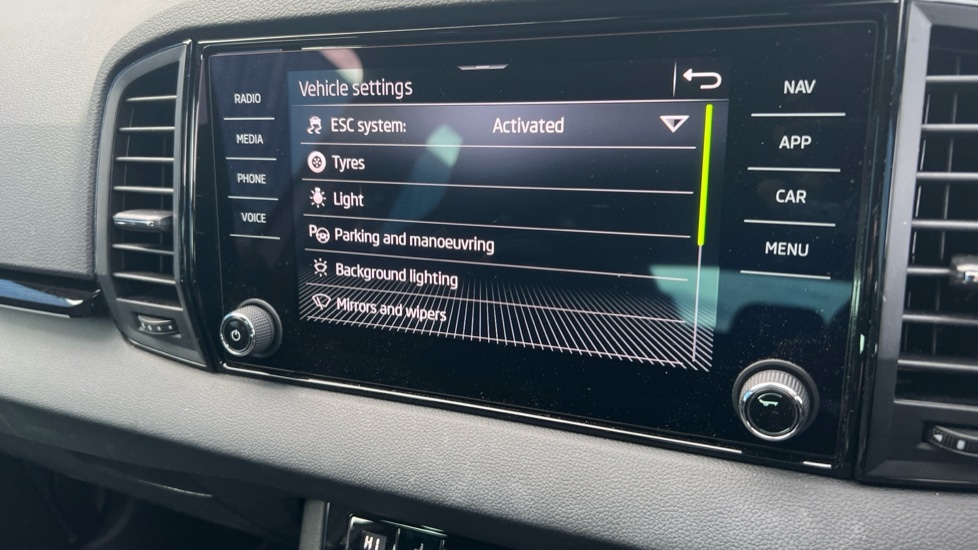 RADIO
MEDIA
PHONE
VOICE
Vehicle settings
ESC system: Activated
Tyres
Light
Parking and manoeuvring
Background lighting
Mirrors and wipers
NAV
APP
CAR
MENU
HI